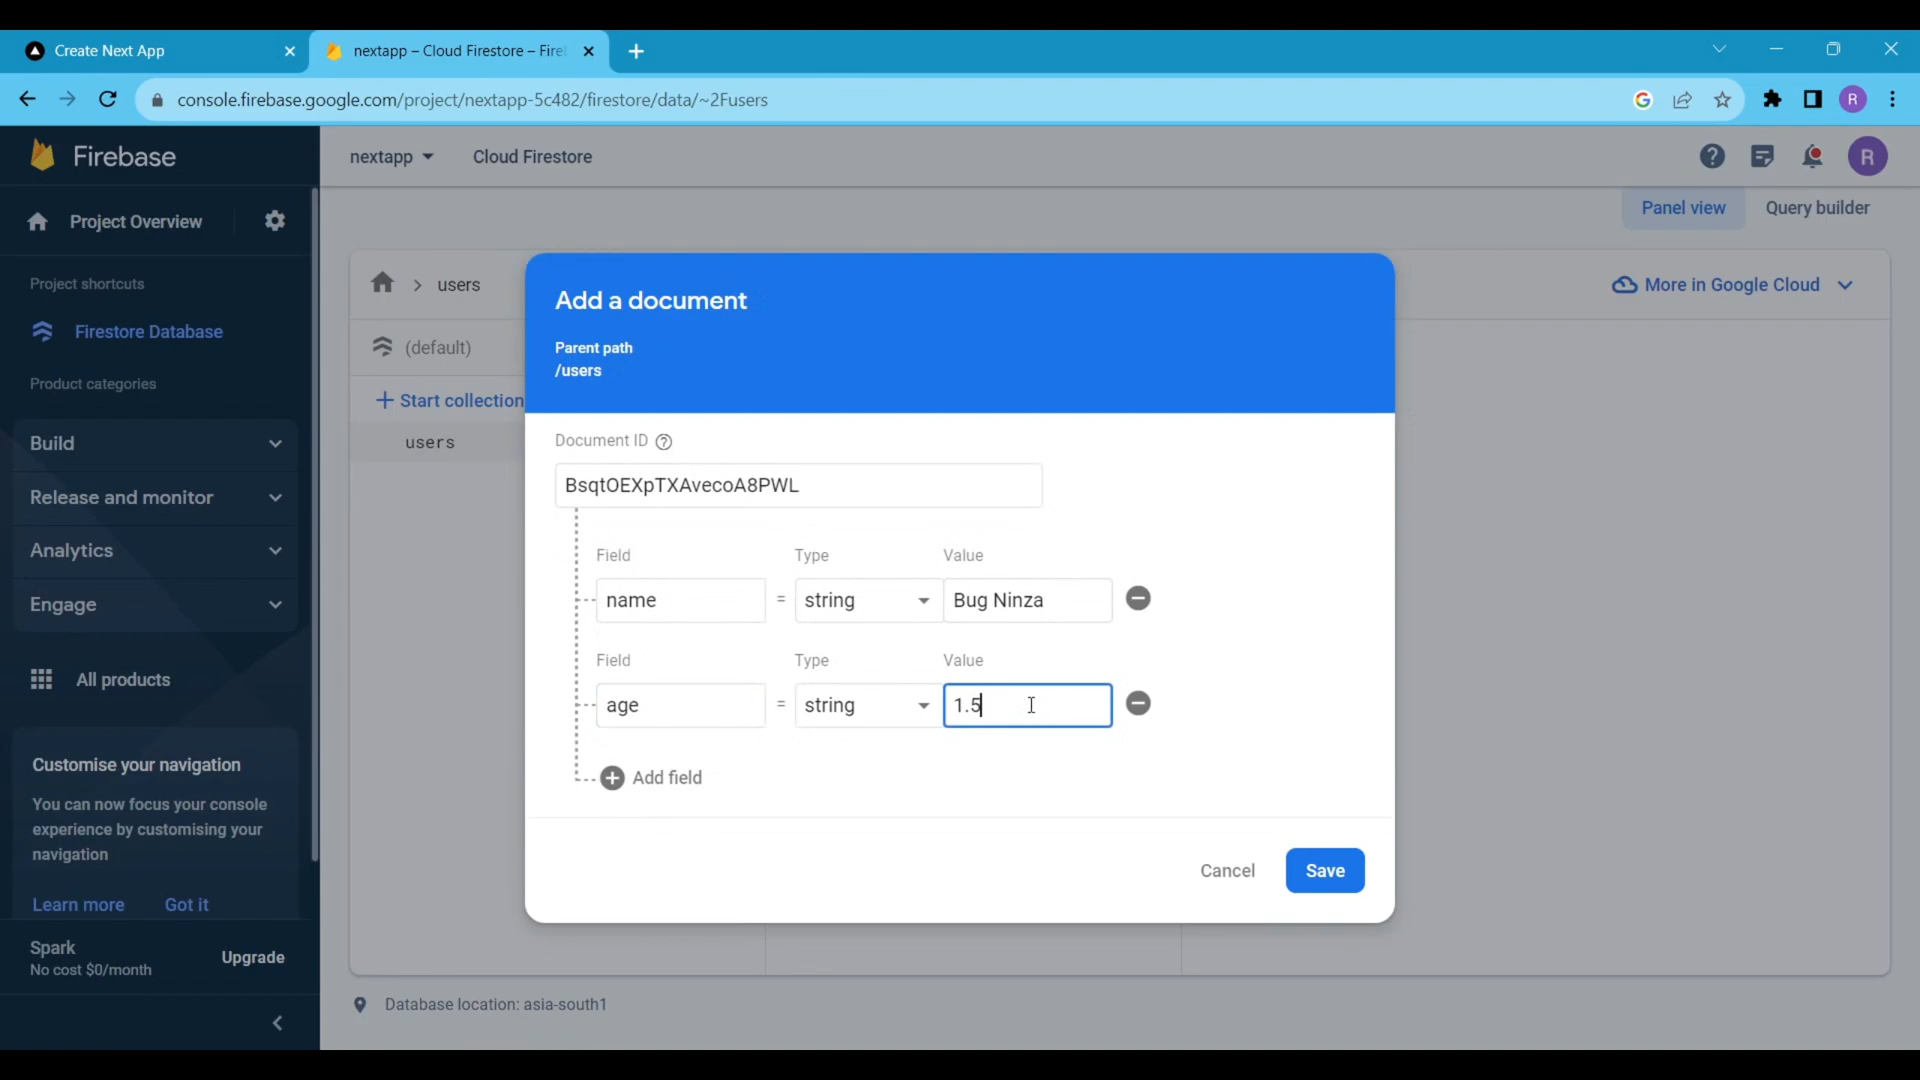 Create Next App
nextapp – Cloud Firestore – Fire
console.firebase.google.com/project/nextapp-5c482/firestore/data/~2Fusers
R
Firebase
nextapp
Cloud Firestore
R
Project Overview
Panel view
Query builder
Project shortcuts
Firestore Database
Product categories
Build
Release and monitor
Analytics
Engage
All products
Customise your navigation
You can now focus your console
experience by customising your
navigation
Learn more
Got it
Spark
No cost $0/month
Upgrade
users
More in Google Cloud
(default)
Start collection
users
Add a document
Parent path
/users
Document ID
BsqtOEXpTXAvecoA8PWL
Field Type Value
name = string Bug Ninza
Field Type Value
age = string 1.5
Add field
Cancel
Save
Database location: asia-south1